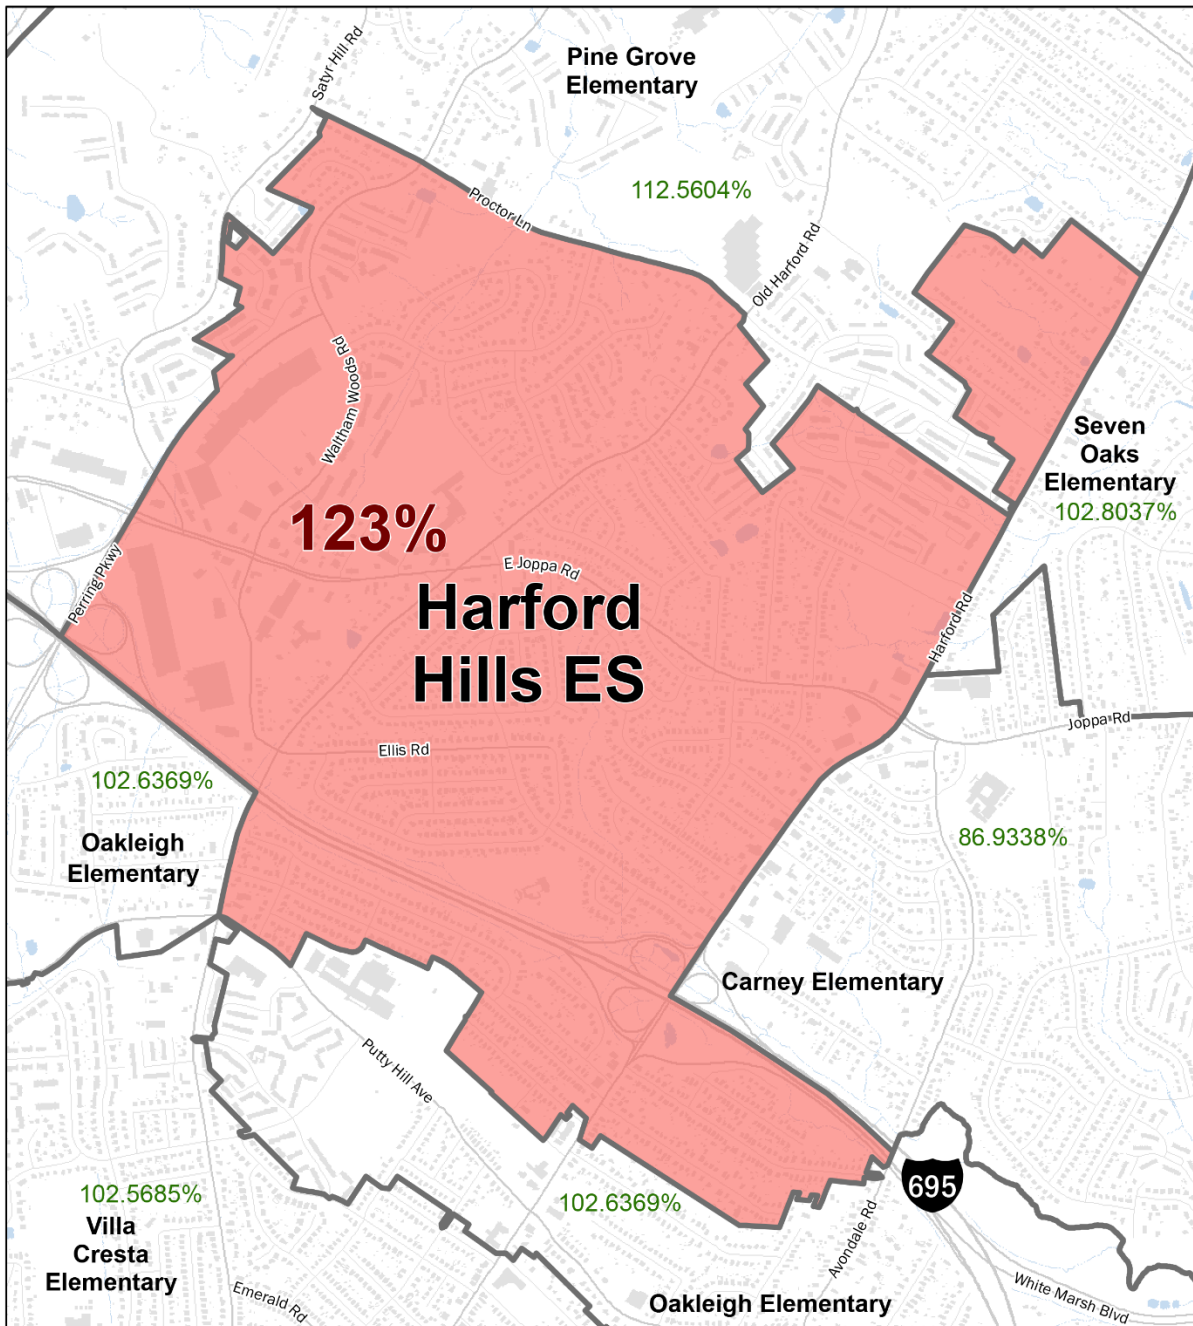 Satyr Hill Rd
Pine Grove
Elementary
112.5604%
Proctor Ln
Old Harford Rd
Waltham Woods Rd
Seven
Oaks
Elementary
102.8037%
123%
Perring Pkwy
E Joppa Rd
Harford
Hills ES
Harford Rd
Joppa Rd
Ellis Rd
102.6369%
Oakleigh
Elementary
86.9338%
Carney Elementary
Putty Hill Ave
102.5685%
Villa
Cresta
Elementary
102.6369%
695
Avondale Rd
White Marsh Blvd
Emerald Rd
Oakleigh Elementary